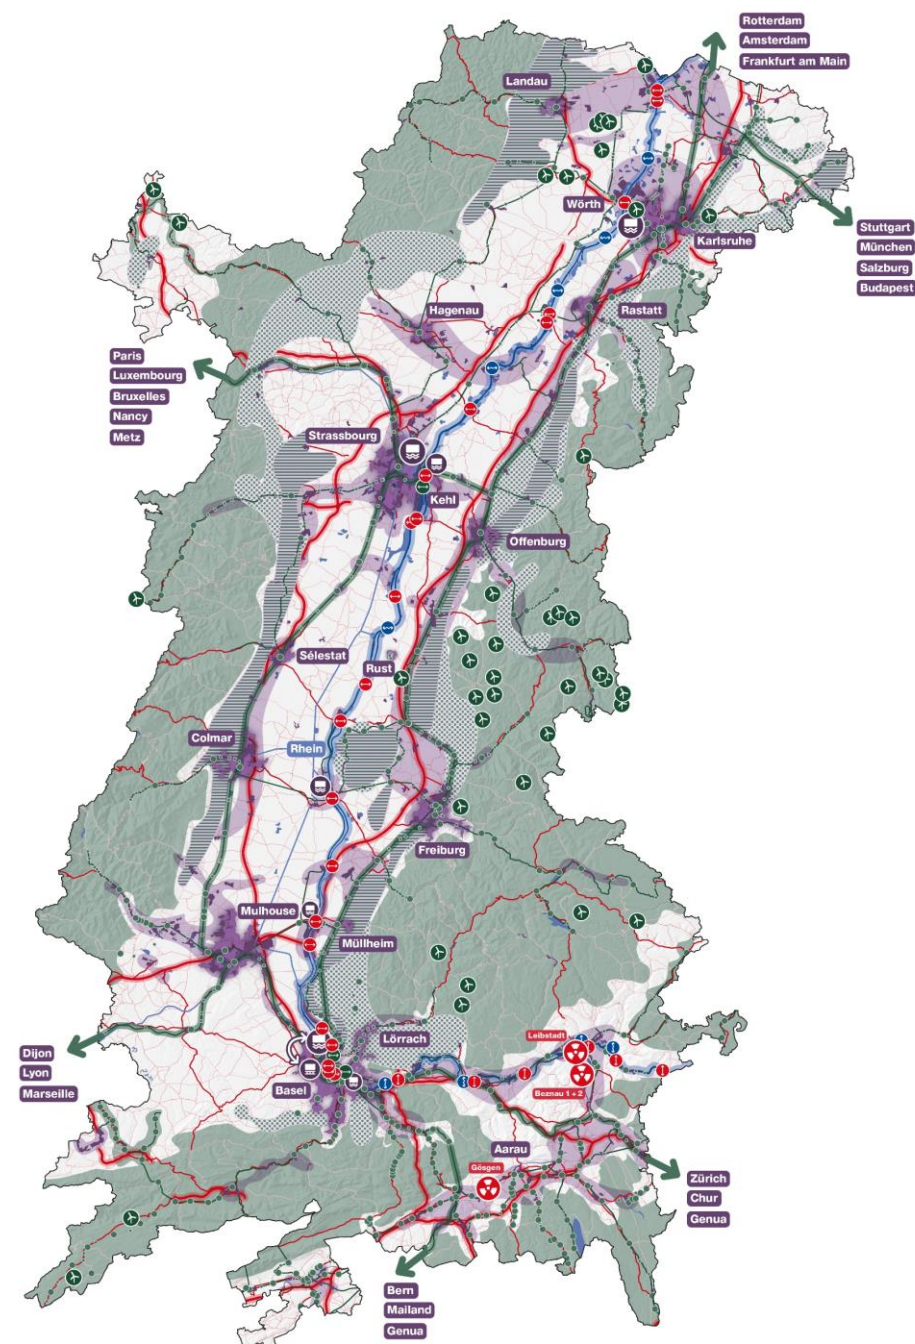 Rotterdam
Amsterdam
Frankfurt am Main
Landau
Wörth
Karlsruhe
Stuttgart
München
Salzburg
Budapest
Hagenau
Rastatt
Paris
Luxembourg
Bruxelles
Nancy
Metz
Strassbourg
Kehl
Offenburg
Sélestat
Rust
Colmar
Rhein
Freiburg
Mulhouse
Müllheim
Lörrach
Leibstadt
Dijon
Lyon
Marseille
Basel
Beznau 1 + 2
Aarau
Gösgen
Zürich
Chur
Genua
Bern
Mailand
Genua